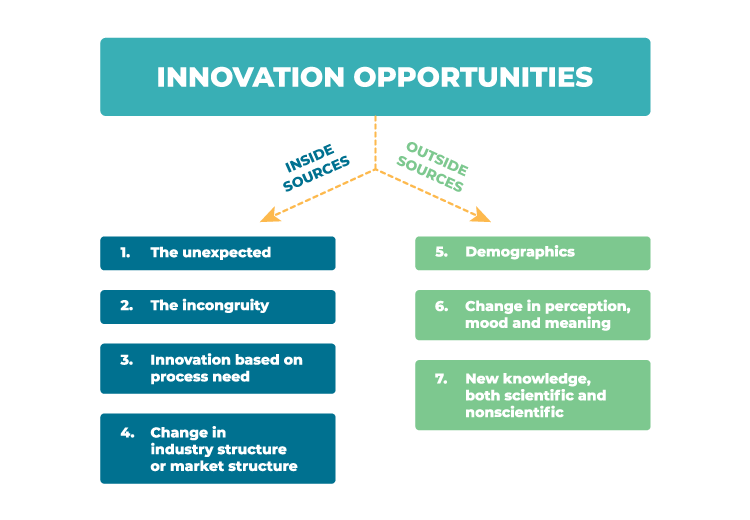 INNOVATION OPPORTUNITIES
INSIDE
SOURCES
OUTSIDE
SOURCES
1. The unexpected
2. The incongruity
3. Innovation based on
process need
4. Change in
industry structure
or market structure
5. Demographics
6. Change in perception,
mood and meaning
7. New knowledge,
both scientific and
nonscientific